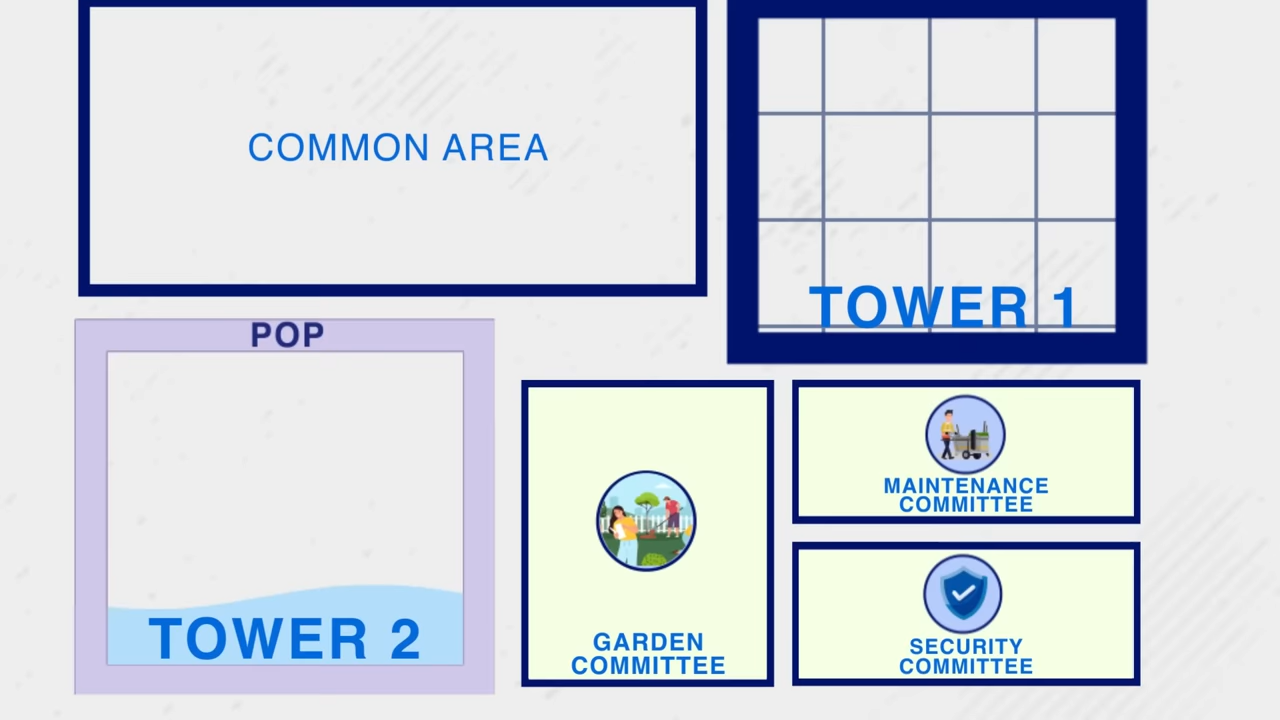 COMMON AREA
TOWER 1
POP
TOWER 2
GARDEN
COMMITTEE
MAINTENANCE
COMMITTEE
SECURITY
COMMITTEE